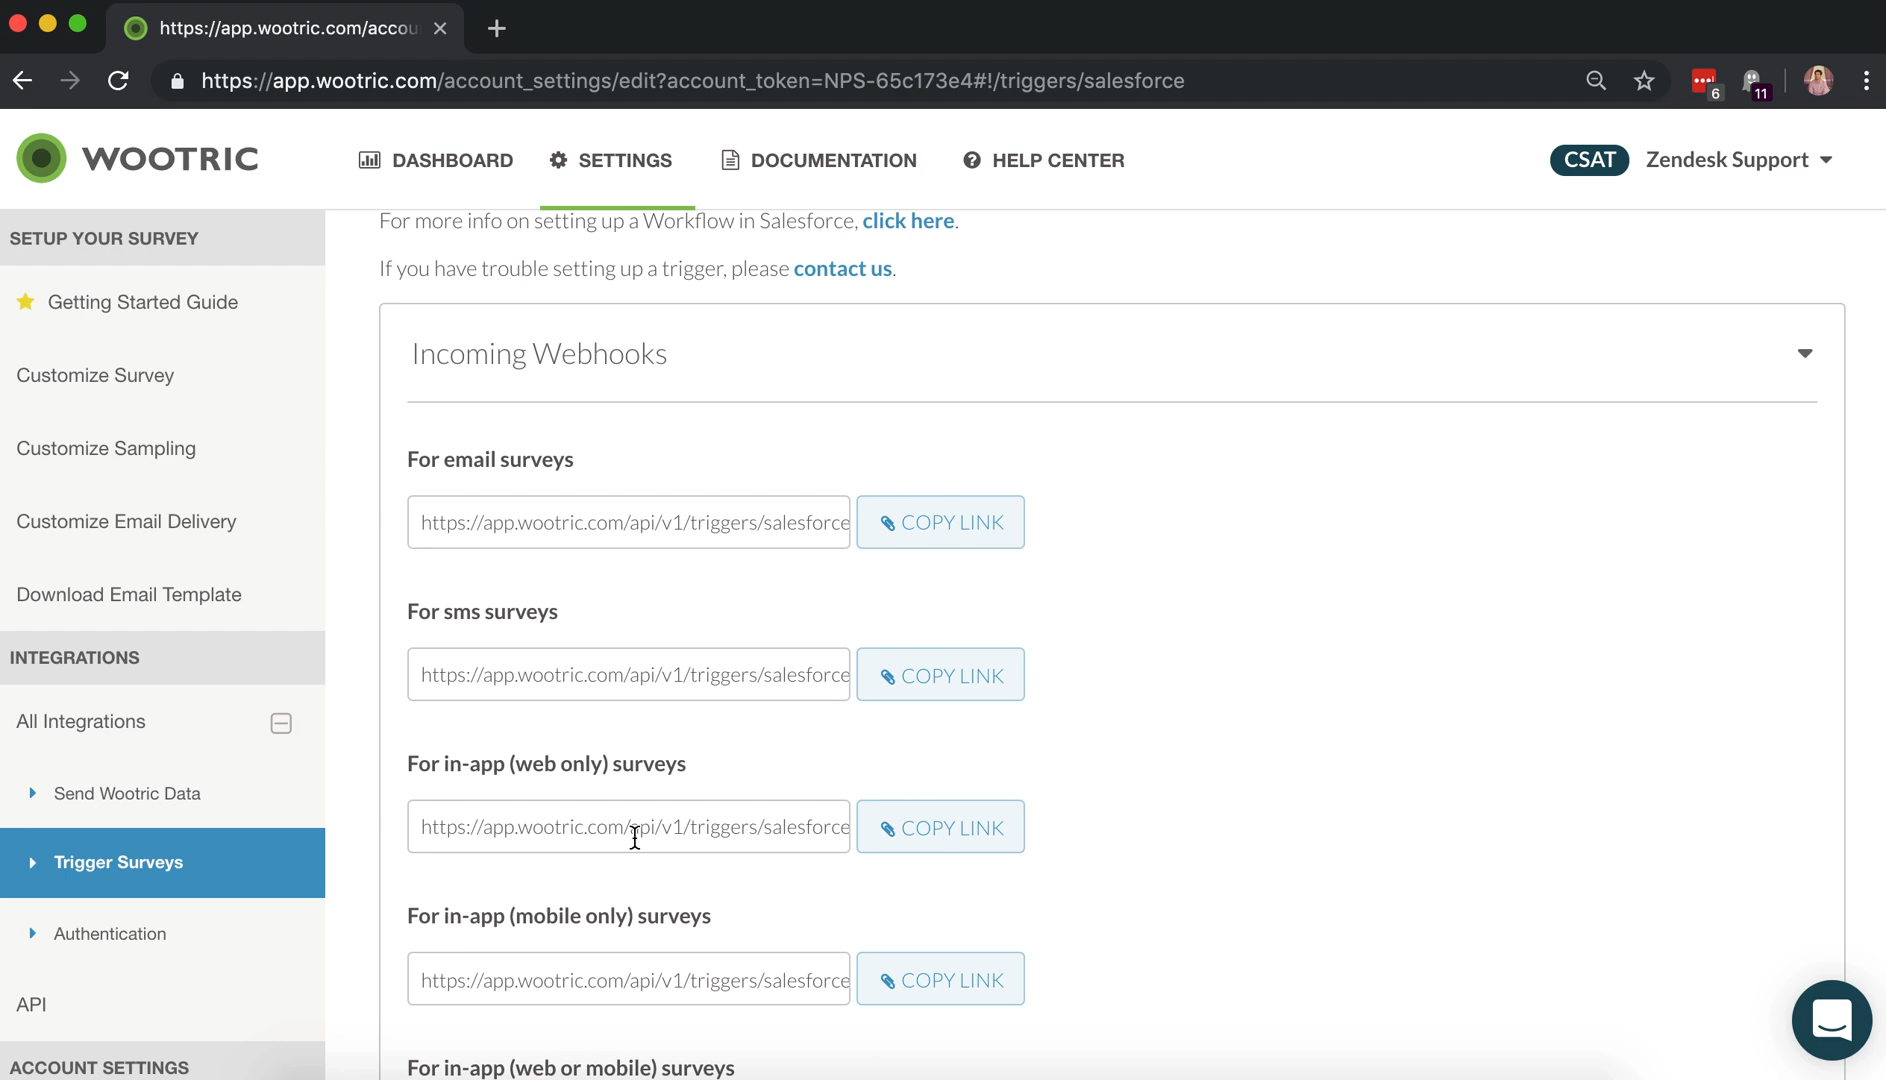 https://app.wootric.com/accou
https://app.wootric.com/account_settings/edit?account_token=NPS-65c173e4#!/triggers/salesforce
6
11
WOOTRIC
DASHBOARD
SETTINGS
DOCUMENTATION
HELP CENTER
CSAT
Zendesk Support
SETUP YOUR SURVEY
Getting Started Guide
Customize Survey
Customize Sampling
Customize Email Delivery
Download Email Template
INTEGRATIONS
All Integrations
Send Wootric Data
Trigger Surveys
Authentication
API
ACCOUNT SETTINGS
For more info on setting up a Workflow in Salesforce, click here.
If you have trouble setting up a trigger, please contact us.
Incoming Webhooks
For email surveys
https://app.wootric.com/api/v1/triggers/salesforce
COPY LINK
For sms surveys
https://app.wootric.com/api/v1/triggers/salesforce
COPY LINK
For in-app (web only) surveys
https://app.wootric.com/api/v1/triggers/salesforce
COPY LINK
For in-app (mobile only) surveys
https://app.wootric.com/api/v1/triggers/salesforce
COPY LINK
For in-app (web or mobile) surveys